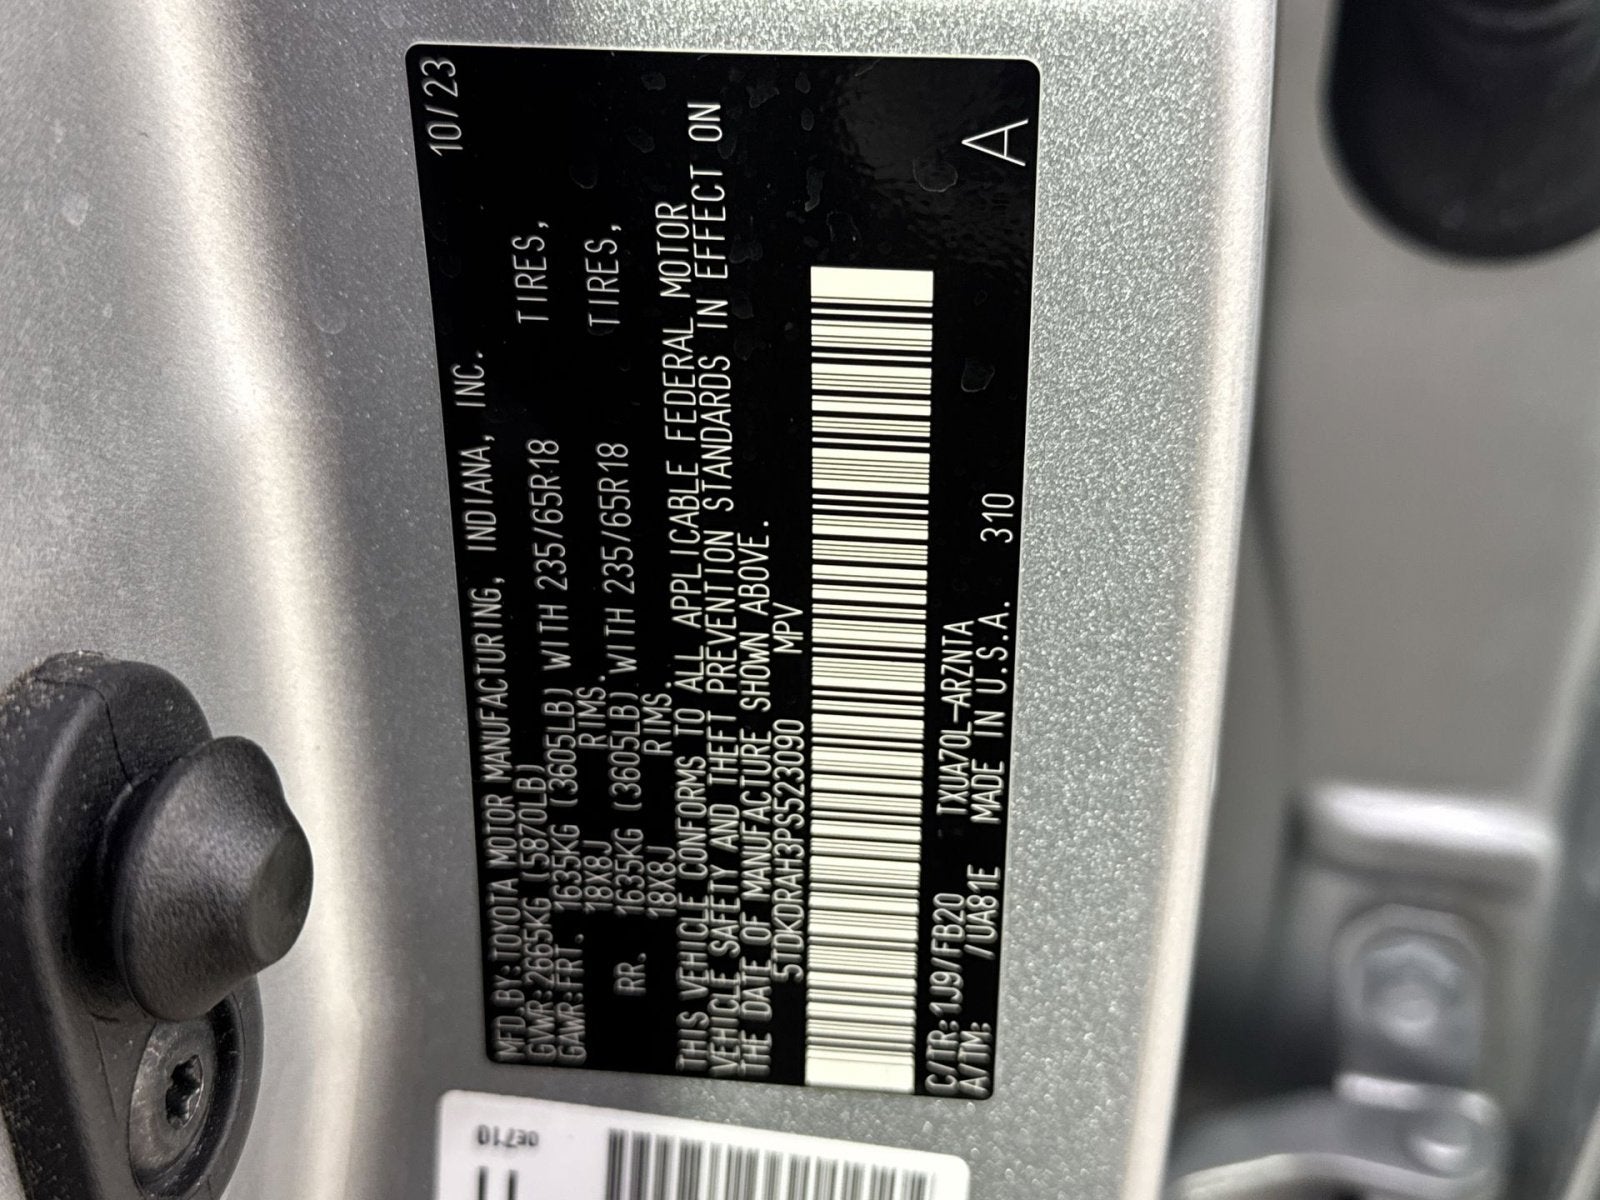 MFD.BY:TOYOTA MOTOR MANUFACTURING, INDIANA, INC. 10/23
GVWR:2665KG (5870LB)
GAWR:FRT. 1635KG (3605LB) WITH 235/65R18 TIRES,
18X8J RIMS.
RR. 1635KG (3605LB) WITH 235/65R18 TIRES,
18X8J RIMS.
THIS VEHICLE CONFORMS TO ALL APPLICABLE FEDERAL MOTOR
VEHICLE SAFETY AND THEFT PREVENTION STANDARDS IN EFFECT ON
THE DATE OF MANUFACTURE SHOWN ABOVE.
5TDKDRAH3PS523090 MPV
C/TR:1J9/FB20 TXUA70L-ARZNTA
A/TM: /UA81E MADE IN U.S.A. 310 A
0E710